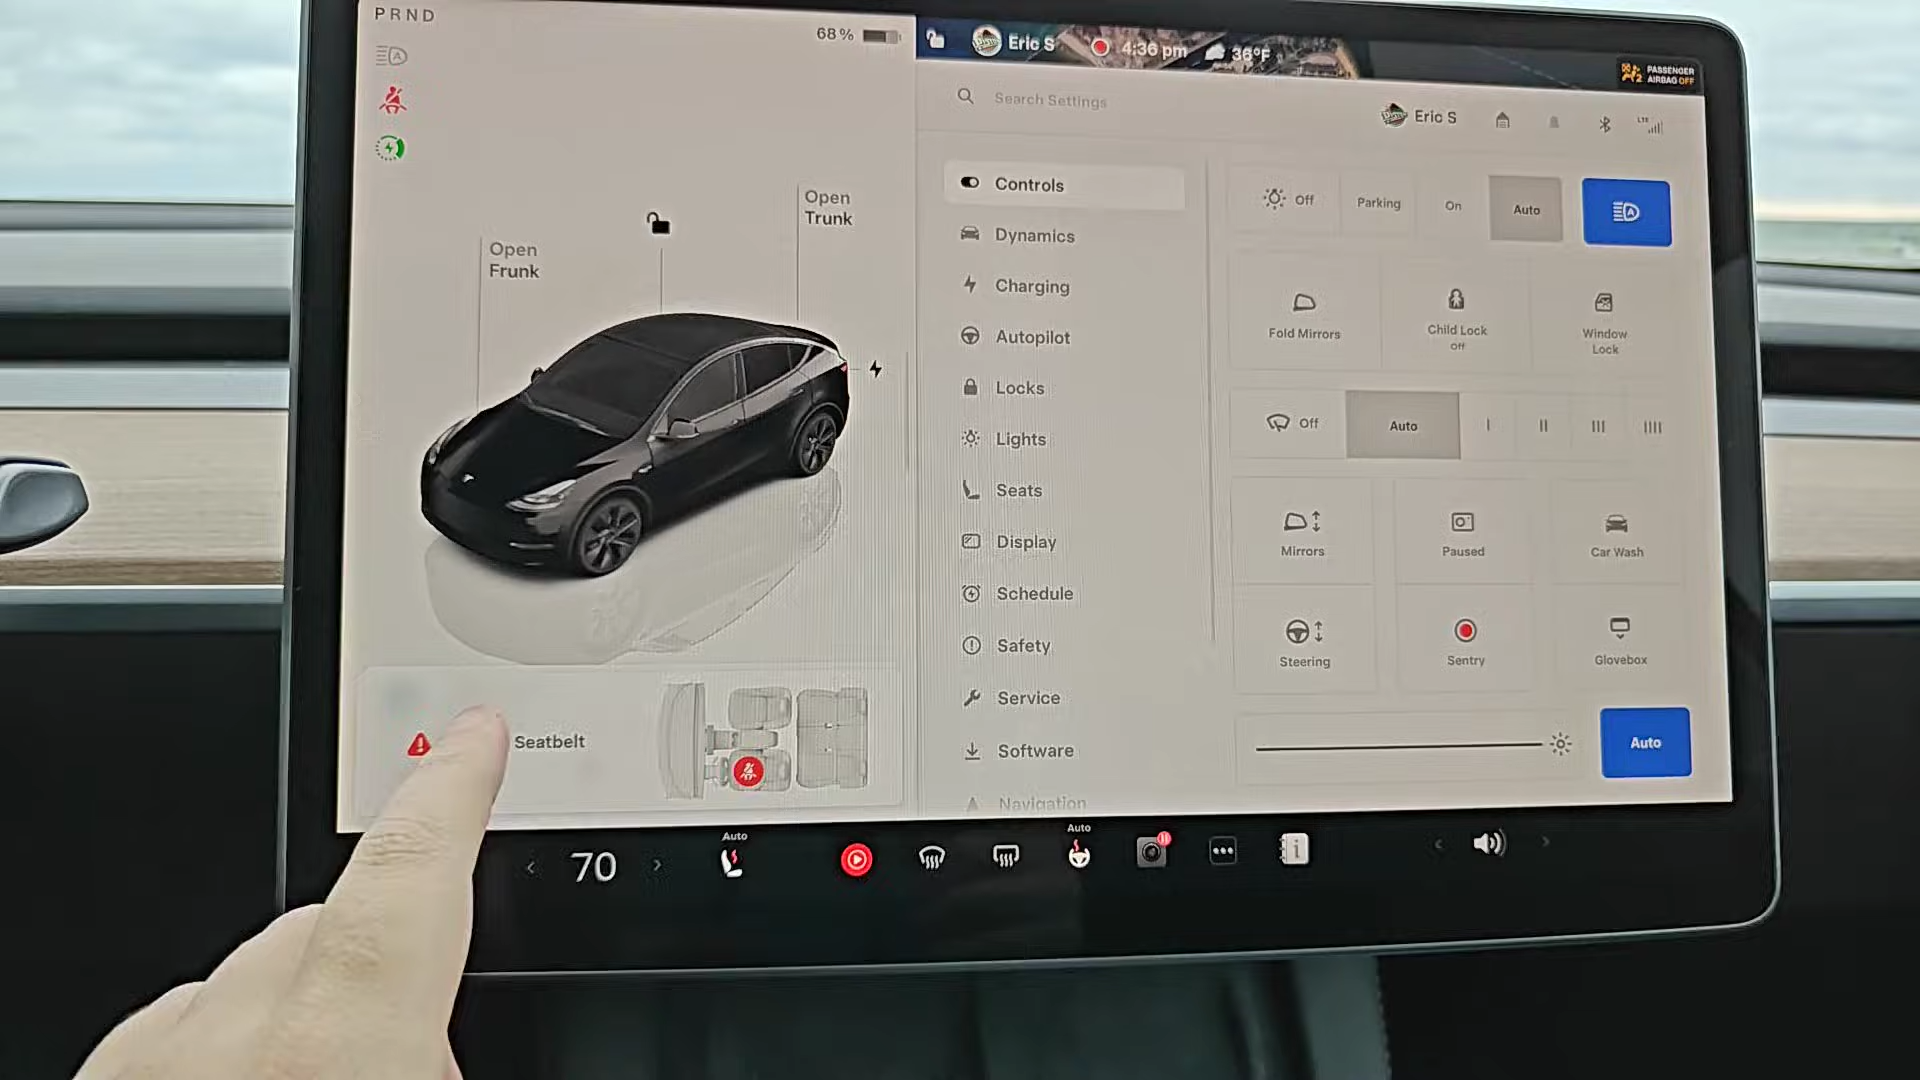 PRND
68 %
Open
Trunk
Open
Frunk
Seatbelt
Eric S
4:36 pm
36°F
PASSENGER
AIRBAG OFF
Search Settings
Eric S
LTE
Controls
Dynamics
Charging
Autopilot
Locks
Lights
Seats
Display
Schedule
Safety
Service
Software
Navigation
Off
Parking
On
Auto
Fold Mirrors
Child Lock
Off
Window
Lock
Off
Auto
I
II
III
IIII
Mirrors
Paused
Car Wash
Steering
Sentry
Glovebox
Auto
70
Auto
Auto